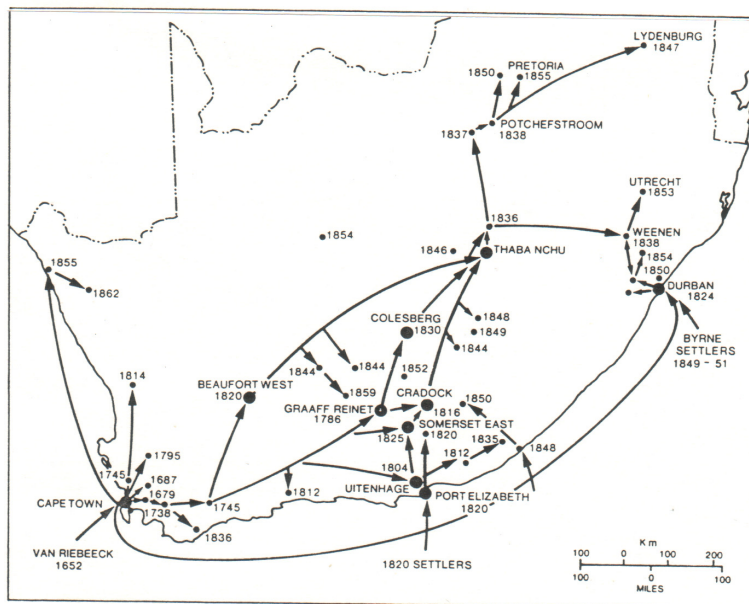 LYDENBURG
1847
PRETORIA
1850
1855
POTCHEFSTROOM
1837
1838
UTRECHT
1853
1836
WEENEN
1838
1854
1854
1846
THABA NCHU
1850
DURBAN
1824
1855
1862
COLESBERG
1830
1848
1849
1844
BYRNE
SETTLERS
1849 - 51
1844
1844
1852
1814
BEAUFORT WEST
1820
1859
GRAAFF REINET
1786
CRADOCK
1816
1850
SOMERSET EAST
1825
1820
1835
1848
1795
1745
1687
1679
1738
CAPE TOWN
1745
1804
1812
UITENHAGE
1812
PORT ELIZABETH
1820
1836
VAN RIEBEECK
1652
1820 SETTLERS
Km
100 0 100 200
100 0 100
MILES